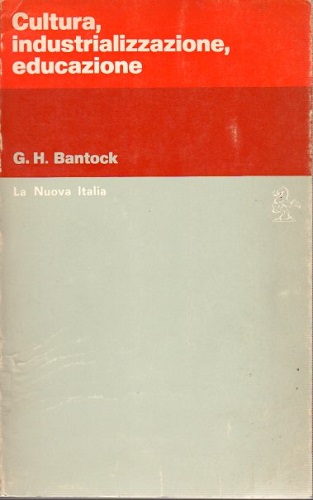 Cultura,
industrializzazione,
educazione
G. H. Bantock
La Nuova Italia